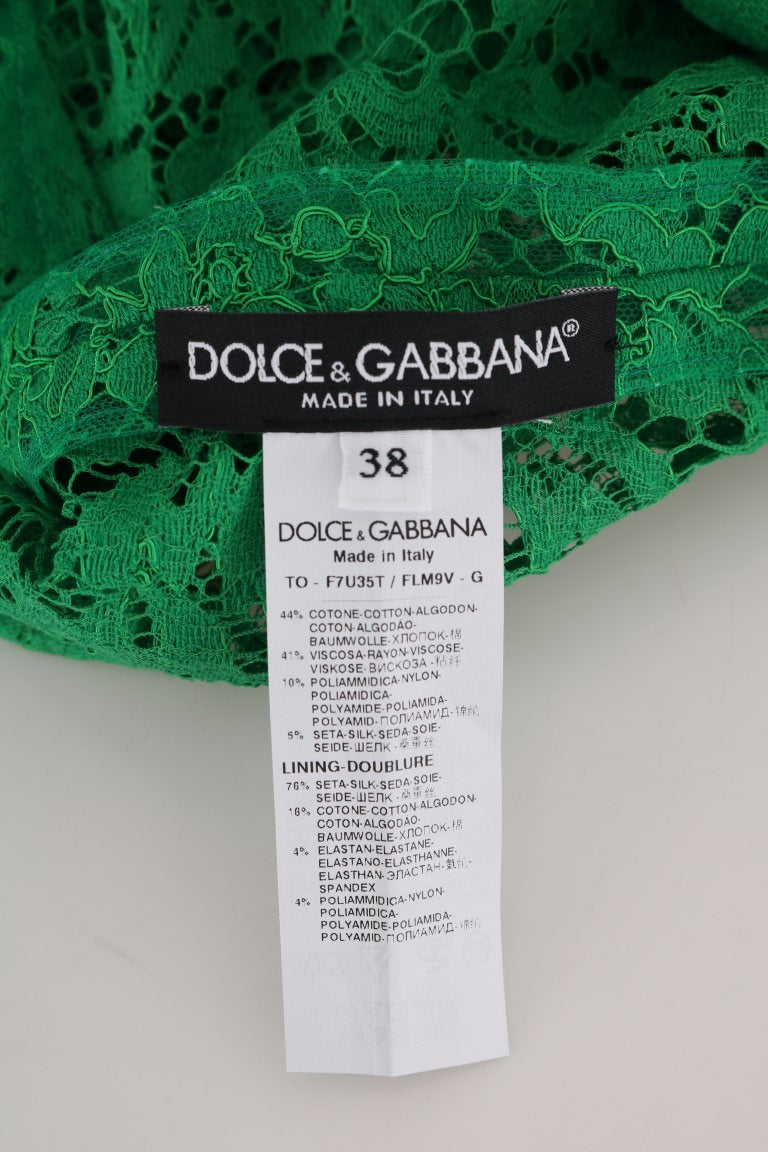 DOLCE & GABBANA®
MADE IN ITALY
38
DOLCE & GABBANA
Made in Italy
TO - F7U35T / FLM9V - G
44% COTONE-COTTON-ALGODON-
COTON-ALGODÃO-
BAUMWOLLE-ХЛОПОК-棉
41% VISCOSA-RAYON-VISCOSE-
VISKOSE-ВИСКОЗА-粘纤
10% POLIAMMIDICA-NYLON-
POLIAMIDICA-
POLYAMIDE-POLIAMIDA-
POLYAMID-ПОЛИАМИД-锦纶
5% SETA-SILK-SEDA-SOIE-
SEIDE-ШЕЛК-桑蚕丝
LINING-DOUBLURE
76% SETA-SILK-SEDA-SOIE-
SEIDE-ШЕЛК-桑蚕丝
16% COTONE-COTTON-ALGODON-
COTON-ALGODÃO-
BAUMWOLLE-ХЛОПОК-棉
4% ELASTAN-ELASTANE-
ELASTANO-ELASTHANNE-
ELASTHAN-ЭЛАСТАН-氨纶-
SPANDEX
4% POLIAMMIDICA-NYLON-
POLIAMIDICA-
POLYAMIDE-POLIAMIDA-
POLYAMID-ПОЛИАМИД-锦纶